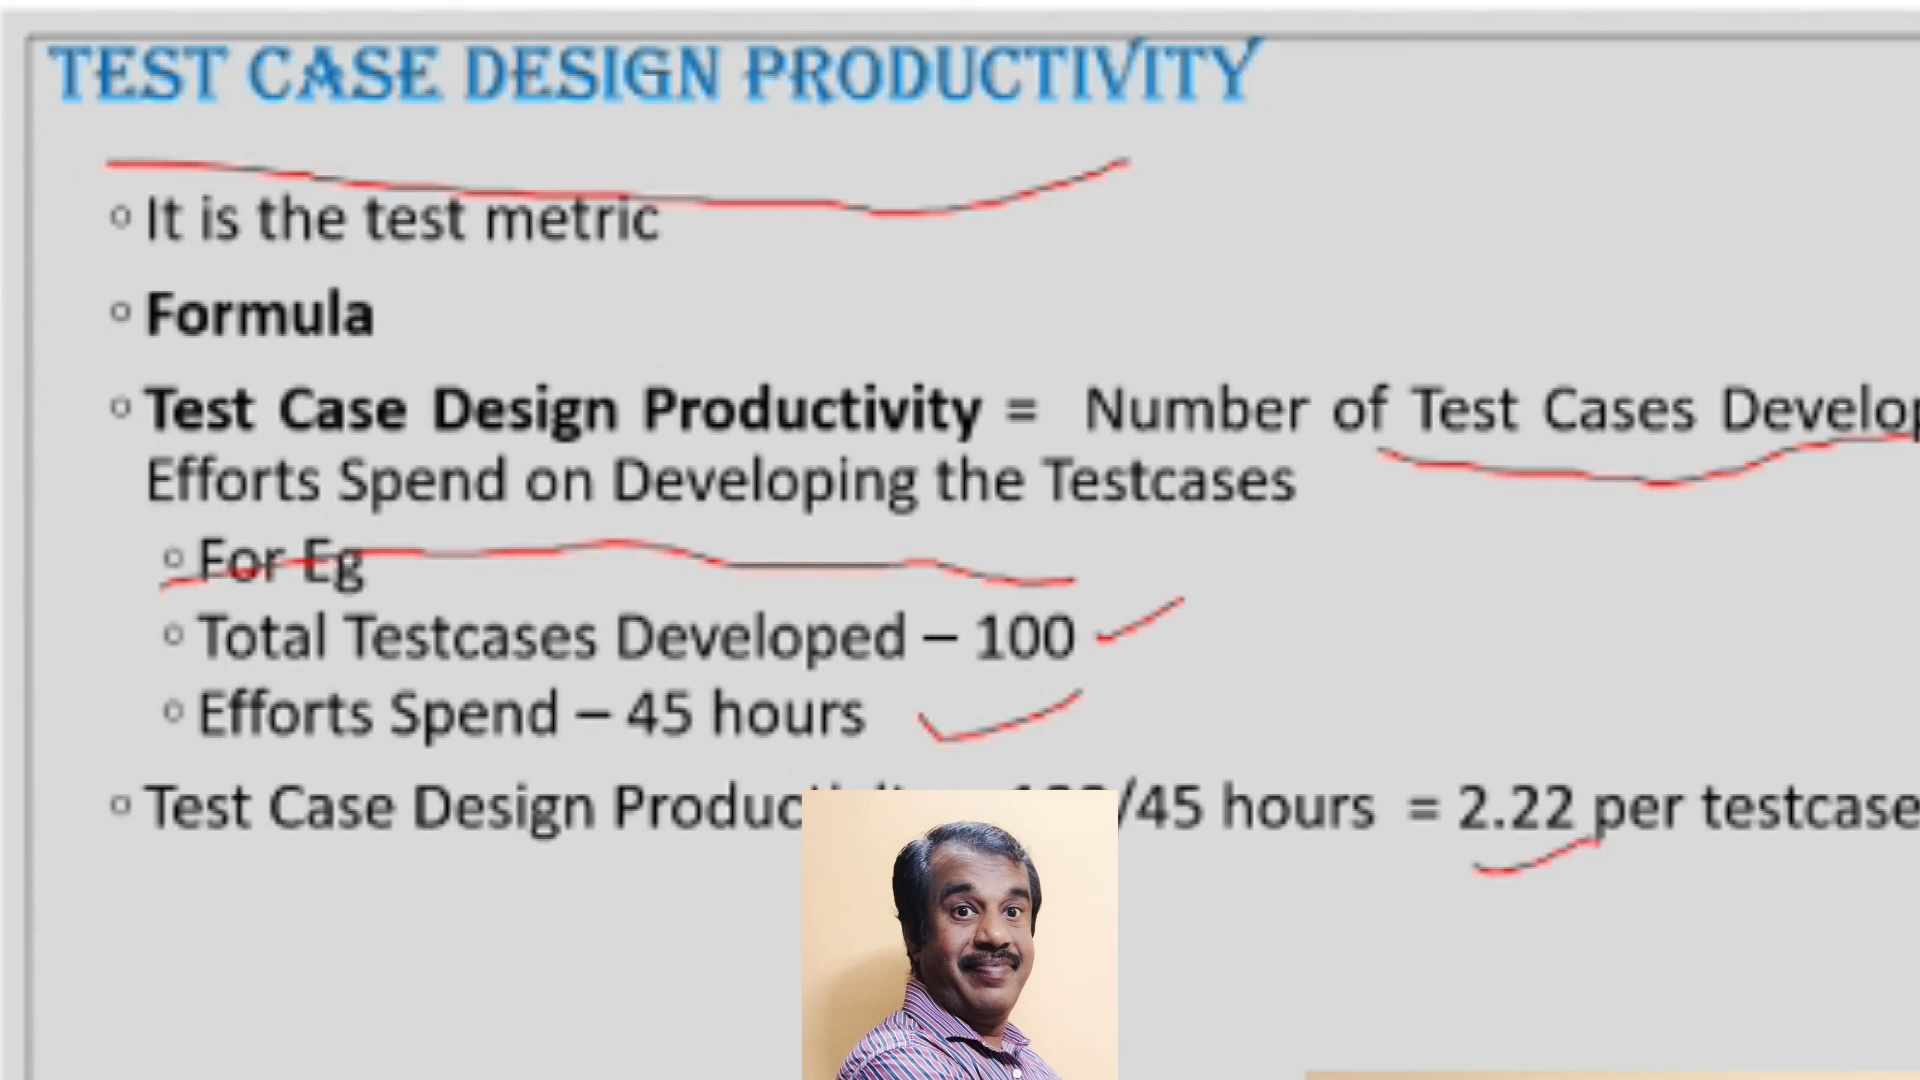 TEST CASE DESIGN PRODUCTIVITY
It is the test metric
Formula
Test Case Design Productivity = Number of Test Cases
Efforts Spend on Developing the Testcases
For Eg
Total Testcases Developed – 100
Efforts Spend – 45 hours
Test Case Design /45 hours = 2.22 per testcase